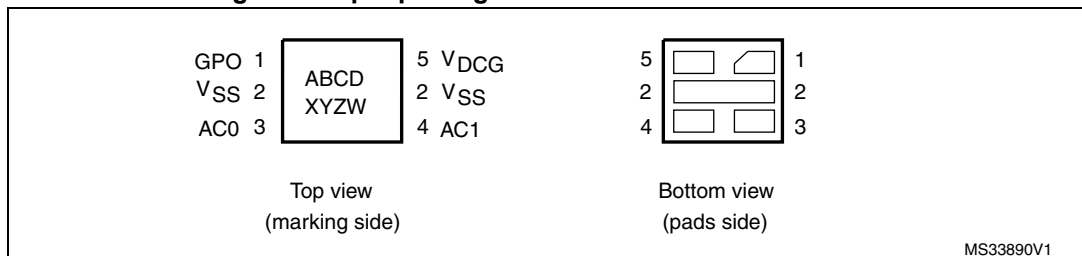 GPO 1 ABCD 5 VDCG
VSS 2 XYZW 2 VSS
AC0 3 4 AC1
5 1
2 2
4 3
Top view
(marking side)
Bottom view
(pads side)
MS33890V1